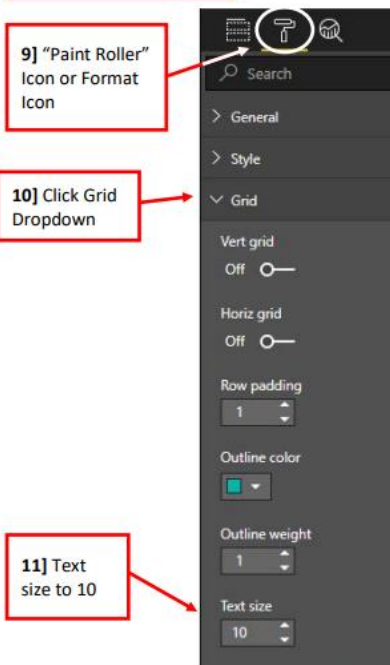 9] “Paint Roller”
Icon or Format
Icon
Search
General
Style
10] Click Grid
Dropdown
Grid
Vert grid
Off
Horiz grid
Off
Row padding
1
Outline color
Outline weight
1
11] Text
size to 10
Text size
10